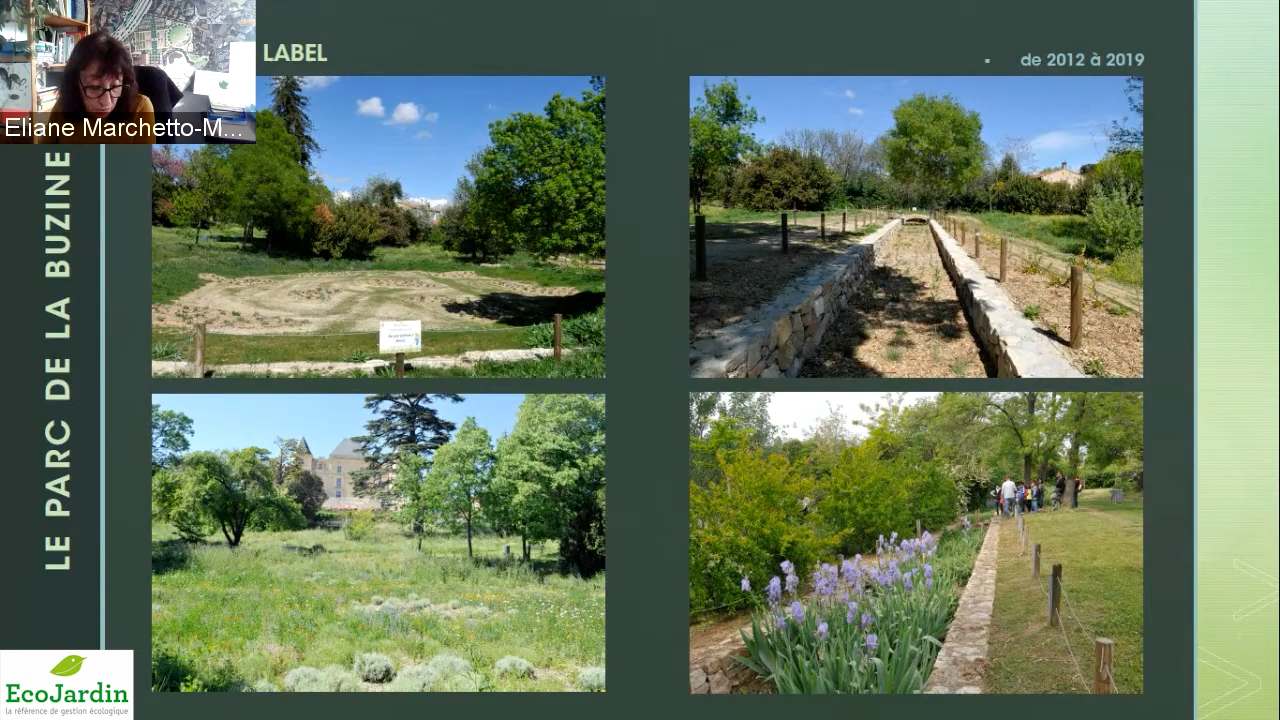 LABEL
de 2012 à 2019
Eliane Marchetto-M...
LE PARC DE LA BUZINE
EcoJardin
la référence de gestion écologique